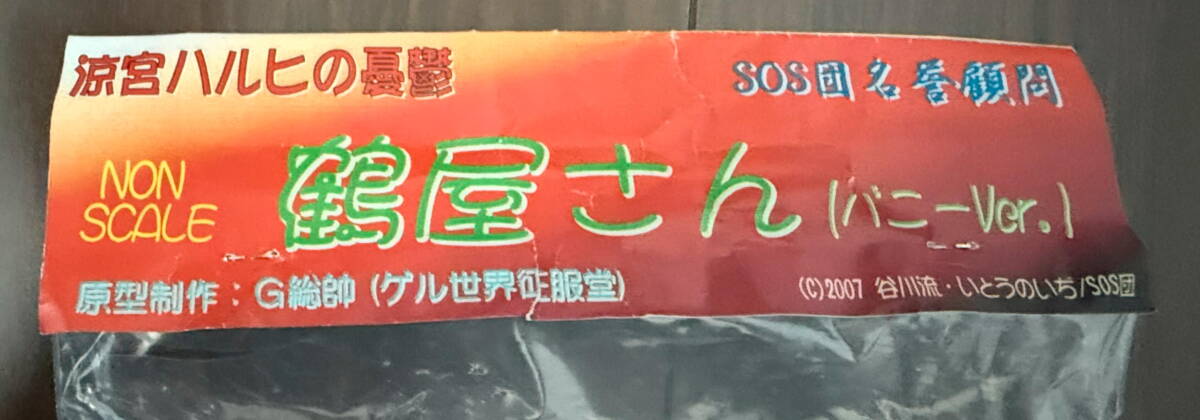 涼宮ハルヒの憂鬱
SOS団名誉顧問
NON
SCALE
鶴屋さん(バニーVer.)
原型制作:G総帥(ゲル世界征服堂)
(C)2007 谷川流・いとうのいぢ/SOS団